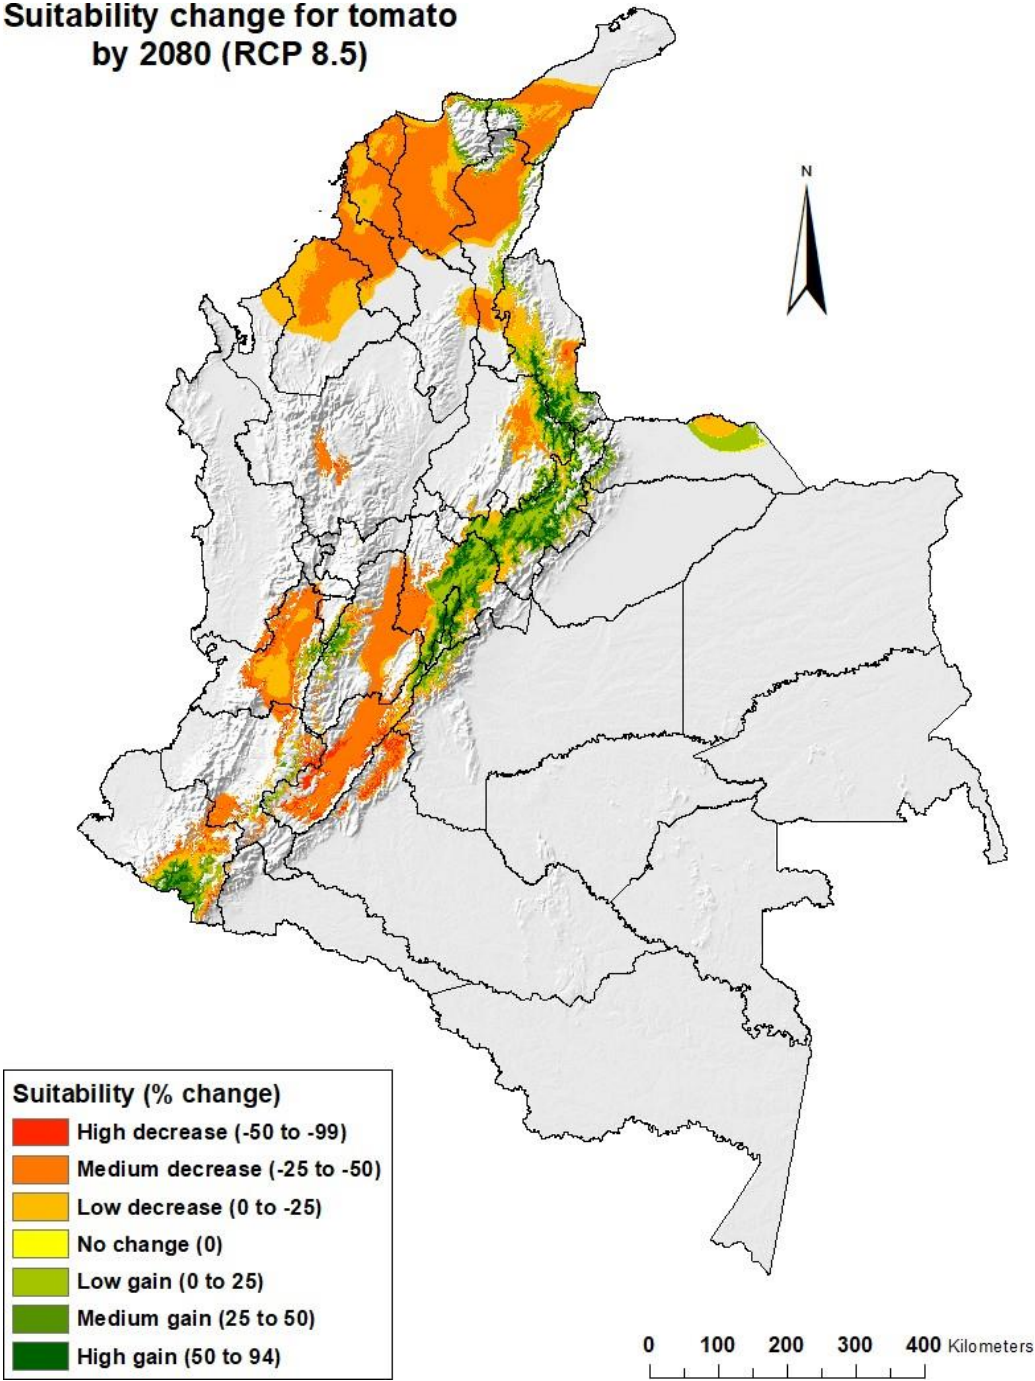 Suitability change for tomato
by 2080 (RCP 8.5)
N
Suitability (% change)
High decrease (-50 to -99)
Medium decrease (-25 to -50)
Low decrease (0 to -25)
No change (0)
Low gain (0 to 25)
Medium gain (25 to 50)
High gain (50 to 94)
0 100 200 300 400 Kilometers